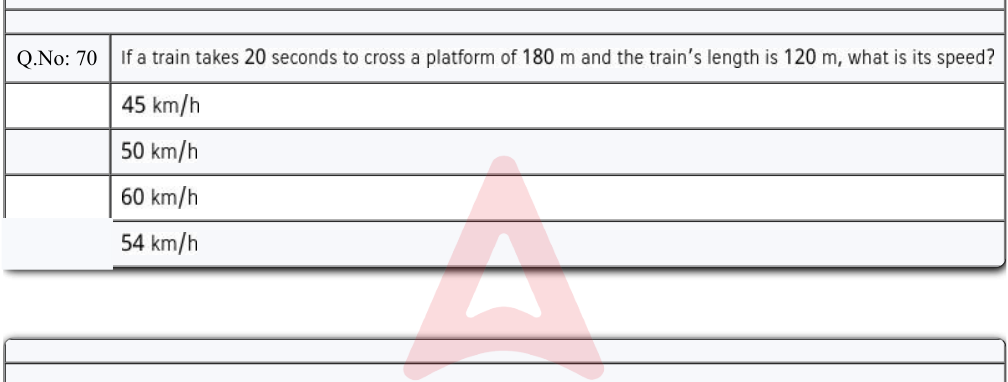 Q.No: 70 If a train takes 20 seconds to cross a platform of 180 m and the train's length is 120 m, what is its speed?
45 km/h
50 km/h
60 km/h
54 km/h